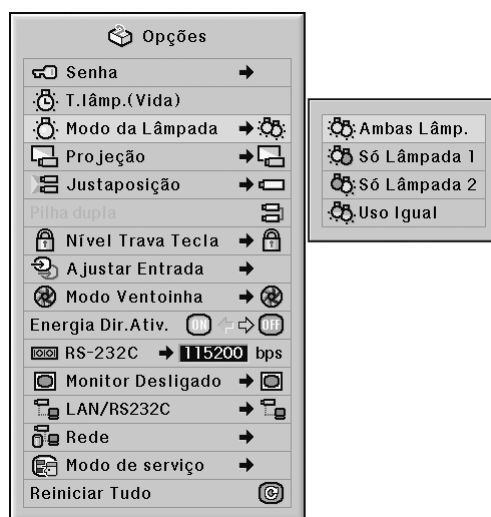 Opções
Senha
T.lâmp.(Vida)
Modo da Lâmpada
Projeção
Justaposição
Pilha dupla
Nível Trava Tecla
Ajustar Entrada
Modo Ventoinha
Energia Dir.Ativ. ON OFF
RS-232C 115200 bps
Monitor Desligado
LAN/RS232C
Rede
Modo de serviço
Reiniciar Tudo
Ambas Lâmp.
Só Lâmpada 1
Só Lâmpada 2
Uso Igual